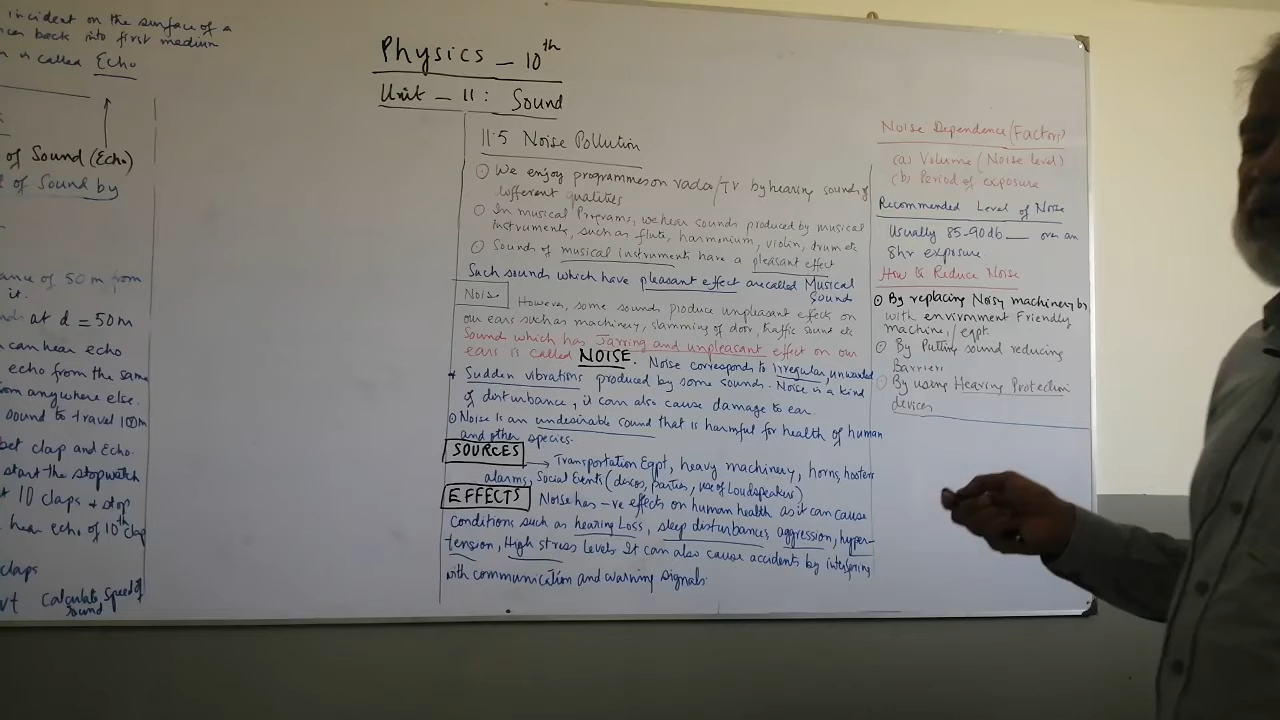 incident on the surface of a
back into first medium
is called Echo
of Sound (Echo)
of Sound by
ance of 50 m from
it.
at d = 50m
can hear echo
echo from the same
from anywhere else.
sound to travel 100m
bet clap and Echo.
start the stopwatch
10 claps & stop
hear echo of 10th clap
claps
vt Calculate Speed of
Sound
Physics - 10th
Unit - 11: Sound
11.5 Noise Pollution
We enjoy programmes on radio/TV by hearing sounds of
different qualities
In musical Programs, we hear sounds produced by musical
instruments, such as flute, harmonium, violin, drum etc
Sounds of musical instruments have a pleasant effect
Such sounds which have pleasant effect are called Musical
Sound
Noise However, some sounds produce unpleasant effects on
our ears such as machinery, slamming of door, traffic sound etc
Sound which has Jarring and unpleasant effect on our
ears is called NOISE. Noise corresponds to irregular, unwanted
Sudden vibrations produced by some sounds. Noise is a kind
of disturbance, it can also cause damage to ear.
Noise is an undesirable sound that is harmful for health of human
and other species.
SOURCES
→ Transportation Eqpt, heavy machinery, horns,
alarms, Social Events (discos, parties, use of Loudspeakers)
EFFECTS Noise has -ve effects on human health as it can cause
conditions such as hearing Loss, sleep disturbances, aggression, hyper-
tension, High stress levels It can also cause accidents by interfering
with communication and warning signals.
Noise Dependence (Factors)
(a) Volume (Noise level)
(b) Period of exposure
Recommended Level of Noise
Usually 85-90db — over an
8hr exposure.
How to Reduce Noise
By replacing Noisy machinery
with envirnment Friendly
machine/eqpt.
By Putting sound reducing
Barriers
By using Hearing Protection
devices